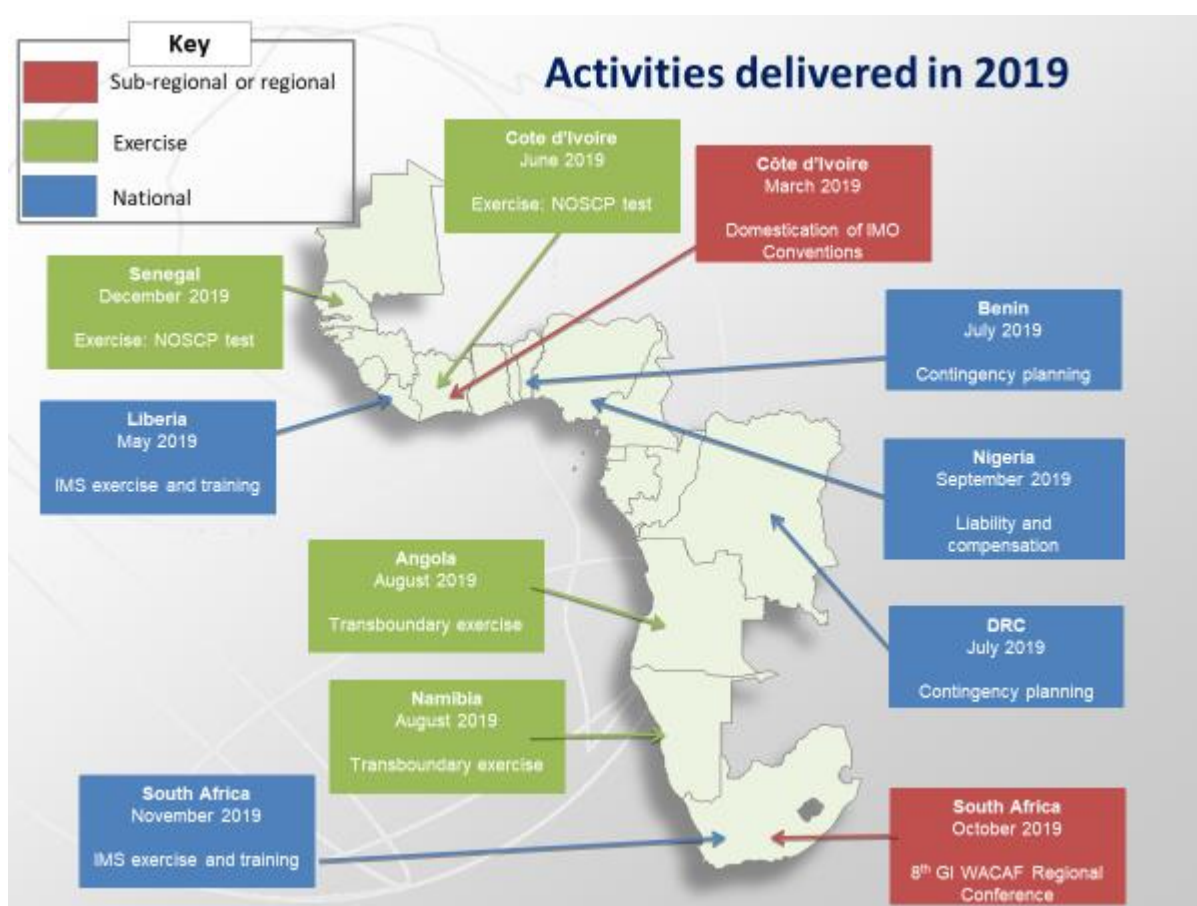 Key
Sub-regional or regional
Exercise
National
Activities delivered in 2019
Cote d'Ivoire
June 2019
Exercise: NOSCP test
Côte d'Ivoire
March 2019
Domestication of IMO
Conventions
Senegal
December 2019
Exercise: NOSCP test
Benin
July 2019
Contingency planning
Liberia
May 2019
IMS exercise and training
Nigeria
September 2019
Liability and
compensation
Angola
August 2019
Transboundary exercise
DRC
July 2019
Contingency planning
Namibia
August 2019
Transboundary exercise
South Africa
November 2019
IMS exercise and training
South Africa
October 2019
8th GI WACAF Regional
Conference